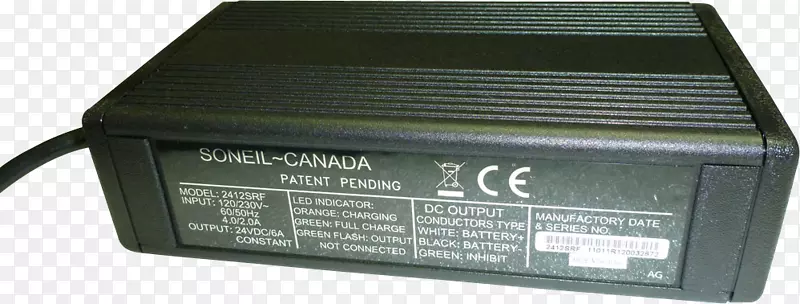 SONEIL~CANADA
PATENT PENDING
CE
MODEL: 2412SRF
INPUT: 120/230V~
60/50Hz
4.0/2.0A
OUTPUT: 24VDC/6A
CONSTANT
LED INDICATOR:
ORANGE: CHARGING
GREEN: FULL CHARGE
GREEN FLASH: OUTPUT
NOT CONNECTED
DC OUTPUT
CONDUCTORS TYPE
WHITE: BATTERY+
BLACK: BATTERY-
GREEN: INHIBIT
MANUFACTORY DATE
& SERIES NO.
2412SRF 11011R120032872
AG